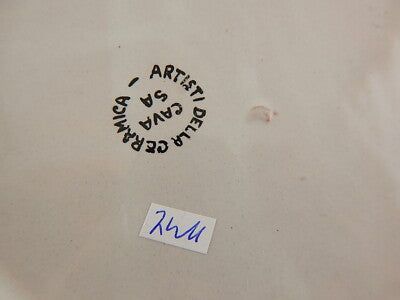 ARTISTI DELLA CERAMICA -
CAVA
SA